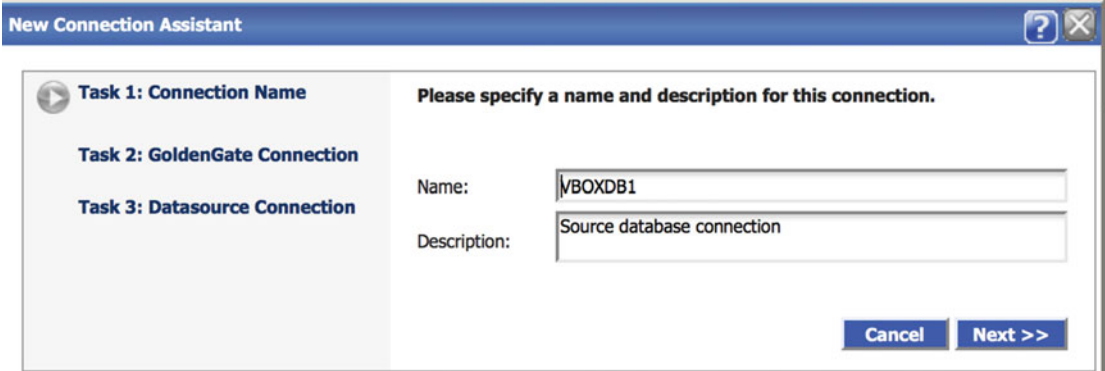 New Connection Assistant
?
Task 1: Connection Name
Task 2: GoldenGate Connection
Task 3: Datasource Connection
Please specify a name and description for this connection.
Name: VBOXDB1
Description: Source database connection
Cancel Next >>